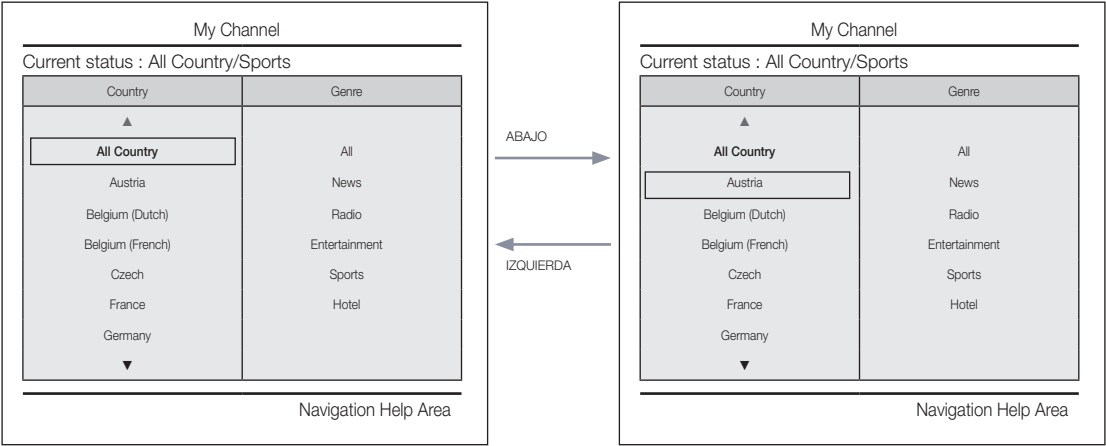 My Channel
Current status : All Country/Sports
Country Genre
▲
All Country All
Austria News
Belgium (Dutch) Radio
Belgium (French) Entertainment
Czech Sports
France Hotel
Germany
▼
Navigation Help Area
ABAJO
IZQUIERDA
My Channel
Current status : All Country/Sports
Country Genre
▲
All Country All
Austria News
Belgium (Dutch) Radio
Belgium (French) Entertainment
Czech Sports
France Hotel
Germany
▼
Navigation Help Area